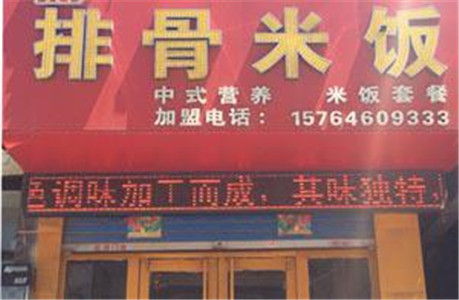 排骨米饭
中式营养 米饭套餐
加盟电话：15764609333
色调味加工而成，其味独特